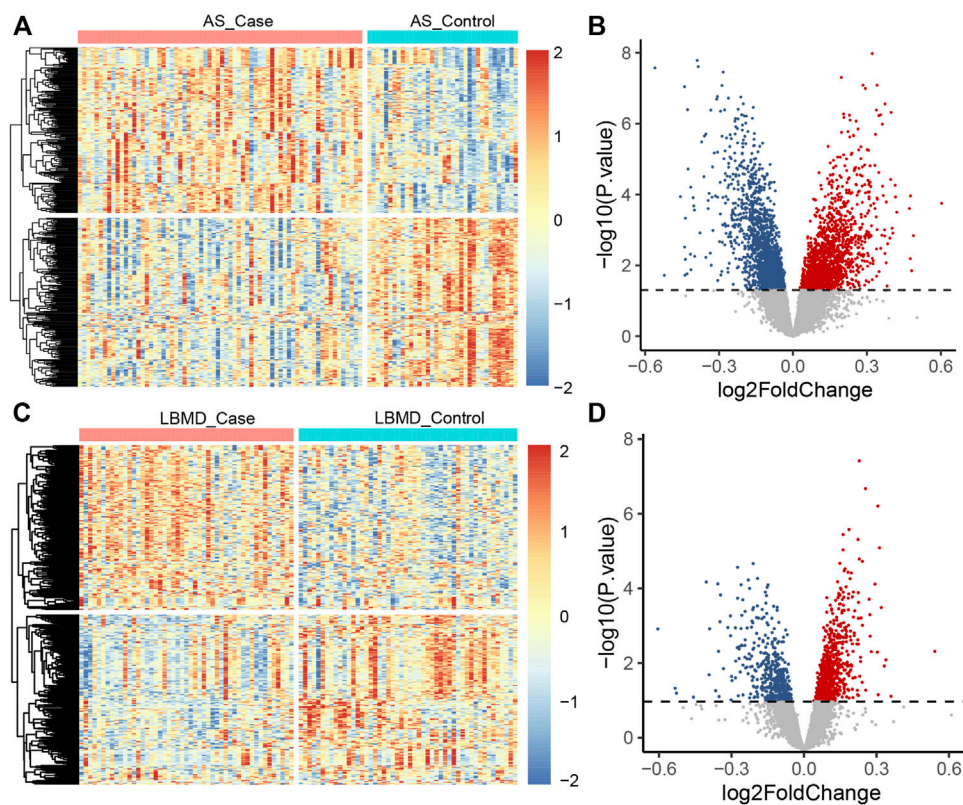 A
AS_Case
AS_Control
2
1
0
−1
−2
B
8
6
4
2
0
−log10(P.value)
−0.6
−0.3
0.0
0.3
0.6
log2FoldChange
C
LBMD_Case
LBMD_Control
2
1
0
−1
−2
D
8
6
4
2
0
−log10(P.value)
−0.6
−0.3
0.0
0.3
0.6
log2FoldChange